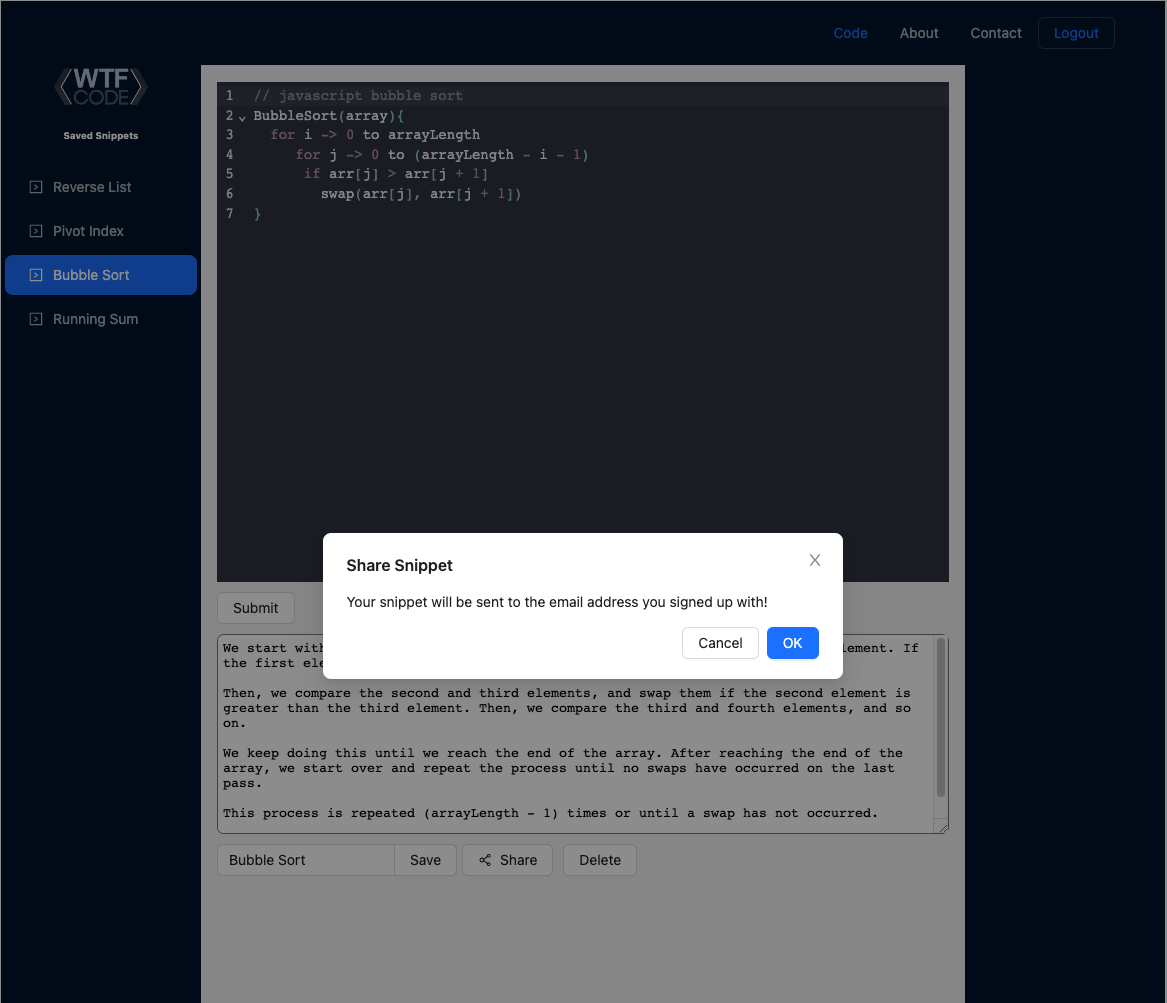 Code About Contact Logout
WTF
CODE
Saved Snippets
Reverse List
Pivot Index
Bubble Sort
Running Sum
1 // javascript bubble sort
2 BubbleSort(array){
3 for i -> 0 to arrayLength
4 for j -> 0 to (arrayLength - i - 1)
5 if arr[j] > arr[j + 1]
6 swap(arr[j], arr[j + 1])
7 }
Share Snippet
Your snippet will be sent to the email address you signed up with!
Cancel OK
Submit
We start with element. If
the first
Then, we compare the second and third elements, and swap them if the second element is
greater than the third element. Then, we compare the third and fourth elements, and so
on.
We keep doing this until we reach the end of the array. After reaching the end of the
array, we start over and repeat the process until no swaps have occurred on the last
pass.
This process is repeated (arrayLength - 1) times or until a swap has not occurred.
Bubble Sort Save Share Delete